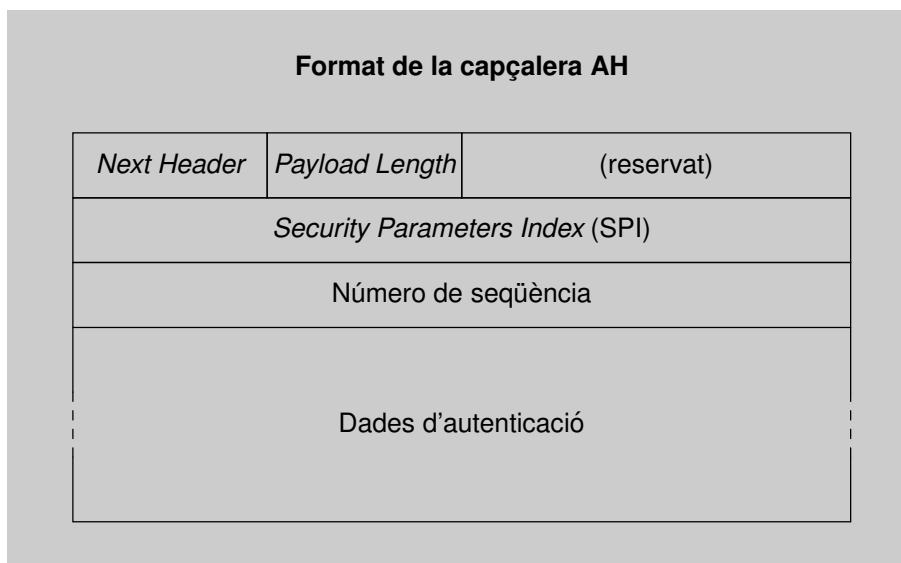 Format de la capçalera AH
Next Header Payload Length (reservat)
Security Parameters Index (SPI)
Número de seqüència
Dades d'autenticació